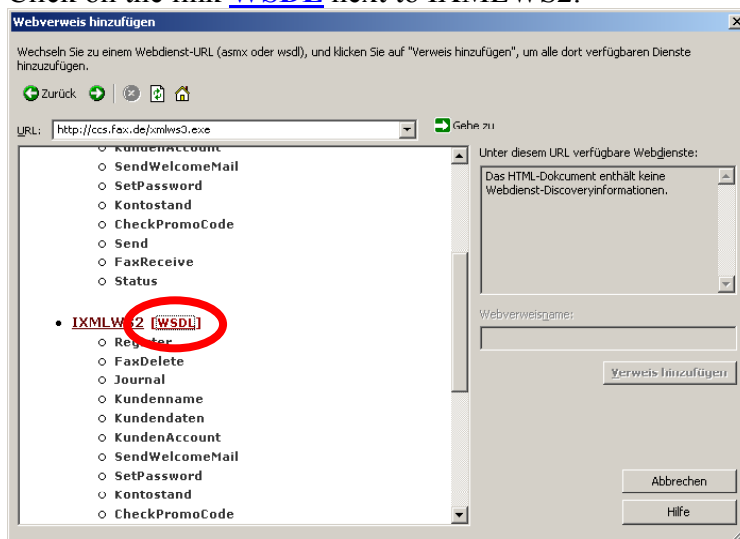 Click on the link WSDL next to IXMLWS2.
Webverweis hinzufügen
Wechseln Sie zu einem Webdienst-URL (asmx oder wsdl), und klicken Sie auf "Verweis hinzufügen", um alle dort verfügbaren Dienste
hinzuzufügen.
Zurück
URL: http://ccs.fax.de/xmlws3.exe
Gehe zu
KundenAccount
SendWelcomeMail
SetPassword
Kontostand
CheckPromoCode
Send
FaxReceive
Status
IXMLWS2 [WSDL]
Register
FaxDelete
Journal
Kundenname
Kundendaten
KundenAccount
SendWelcomeMail
SetPassword
Kontostand
CheckPromoCode
Unter diesem URL verfügbare Webdienste:
Das HTML-Dokcument enthält keine
Webdienst-Discoveryinformationen.
Webverweisname:
Verweis hinzufügen
Abbrechen
Hilfe